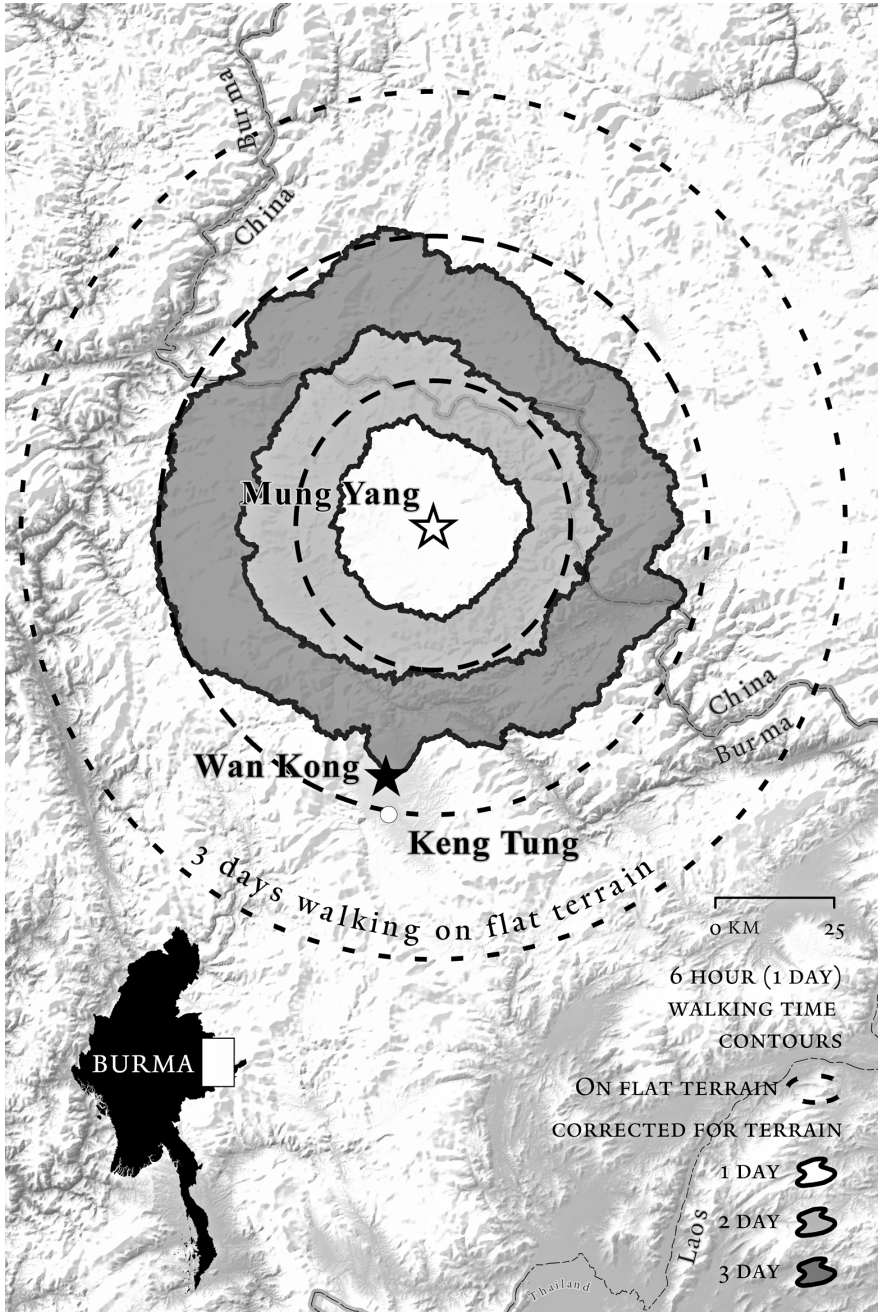 Burma
China
Mung Yang
China
Burma
Wan Kong
Keng Tung
3 days walking on flat terrain
0 KM 25
6 HOUR (1 DAY)
WALKING TIME
CONTOURS
ON FLAT TERRAIN
CORRECTED FOR TERRAIN
1 DAY
2 DAY
3 DAY
BURMA
Laos
Thailand